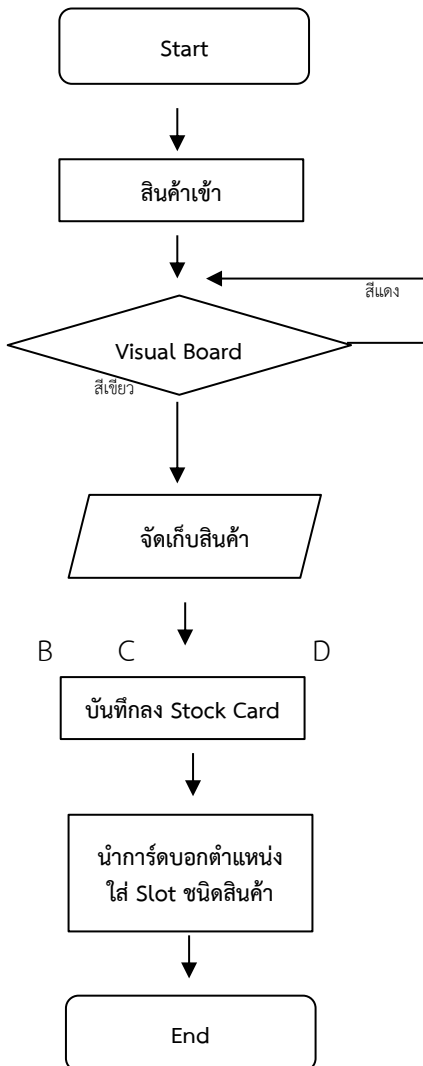 Start
สินค้าเข้า
สีแดง
Visual Board
สีเขียว
จัดเก็บสินค้า
B C D
บันทึกลง Stock Card
นำการ์ดบอกตำแหน่ง
ใส่ Slot ชนิดสินค้า
End